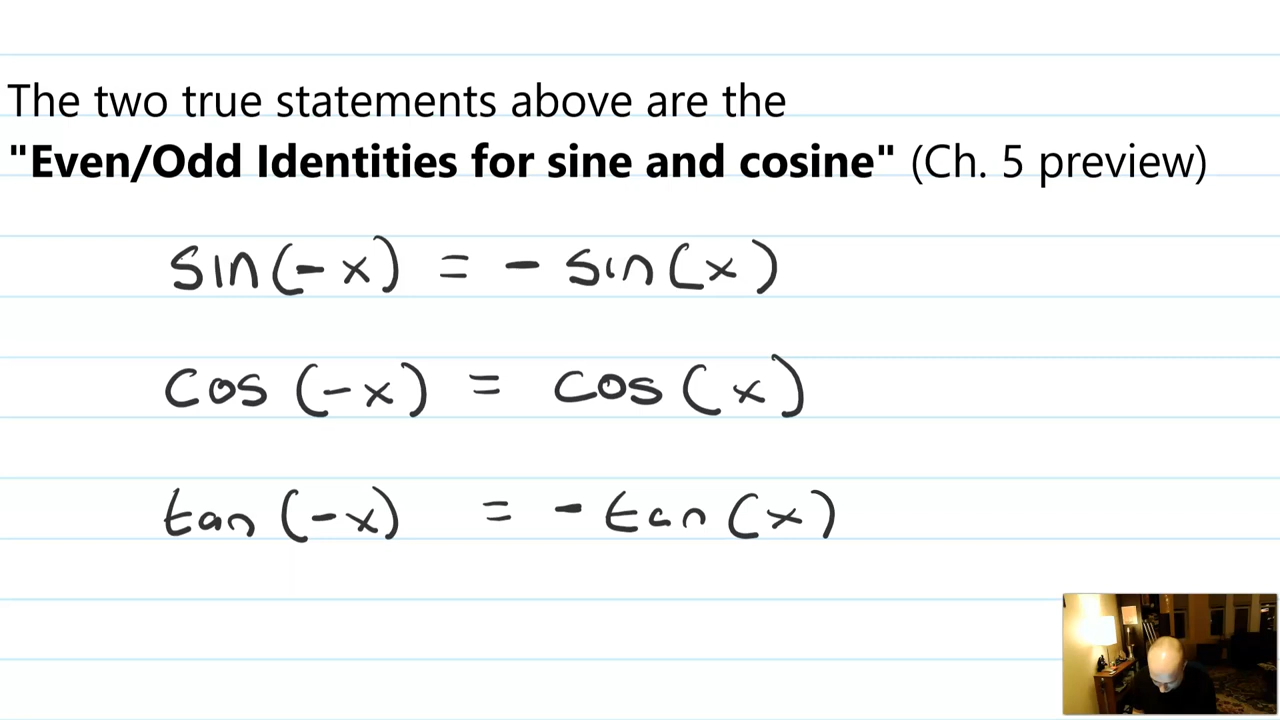 The two true statements above are the
"Even/Odd Identities for sine and cosine" (Ch. 5 preview)
sin(-x) = - sin(x)
cos(-x) = cos(x)
tan(-x) = - tan(x)